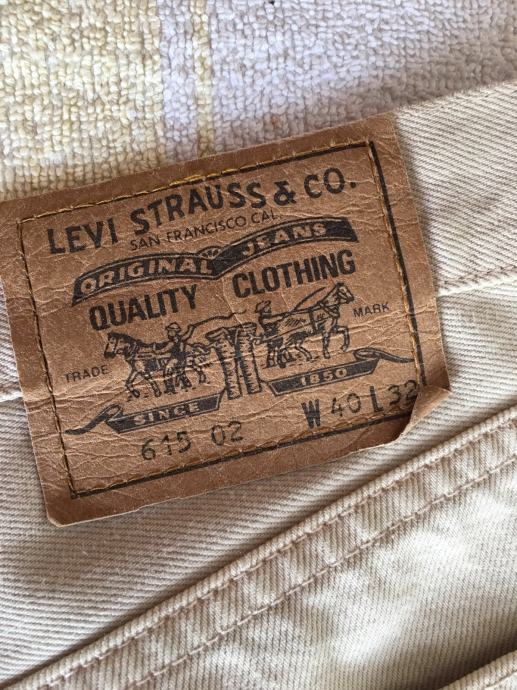 LEVI STRAUSS & CO.
SAN FRANCISCO CAL.
ORIGINAL JEANS
QUALITY CLOTHING
TRADE MARK
SINCE 1850
615 02 W 40 L 32